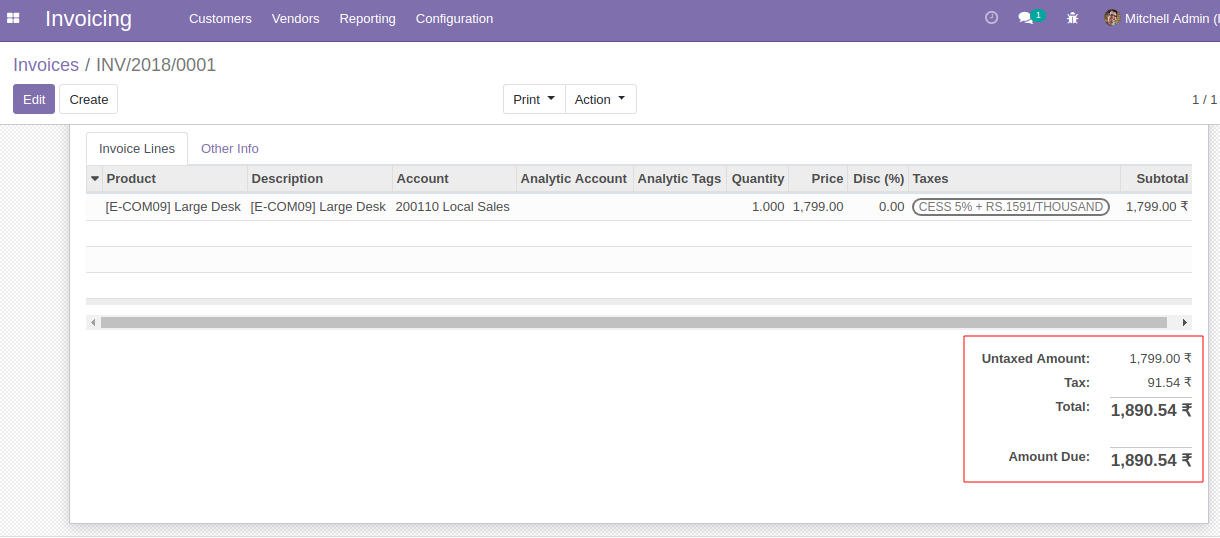 Invoicing Customers Vendors Reporting Configuration 1 Mitchell Admin (
Invoices / INV/2018/0001
Edit Create Print Action 1 / 1
Invoice Lines Other Info
Product Description Account Analytic Account Analytic Tags Quantity Price Disc (%) Taxes Subtotal
[E-COM09] Large Desk [E-COM09] Large Desk 200110 Local Sales 1.000 1,799.00 0.00 CESS 5% + RS.1591/THOUSAND 1,799.00 ₹
Untaxed Amount: 1,799.00 ₹
Tax: 91.54 ₹
Total: 1,890.54 ₹
Amount Due: 1,890.54 ₹